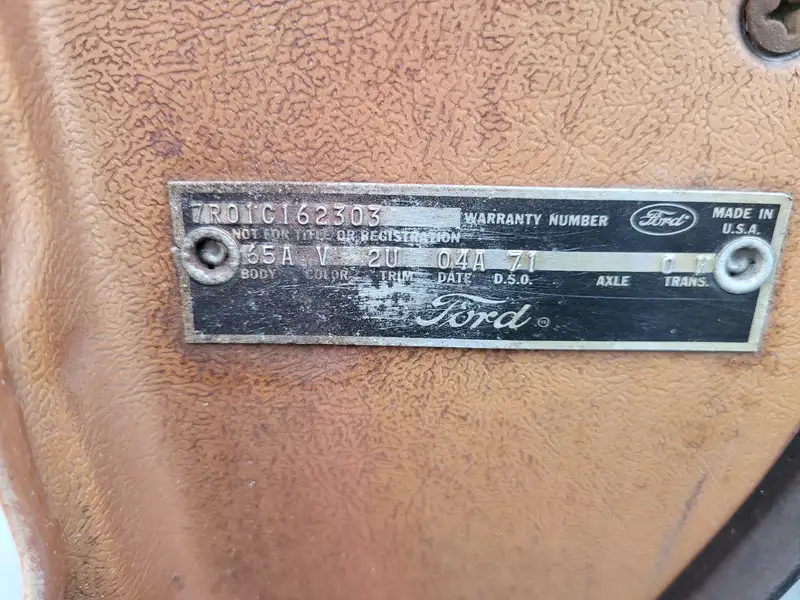 7R01C162303 WARRANTY NUMBER Ford MADE IN U.S.A.
NOT FOR TITLE OR REGISTRATION
65A V 2U 04A 71
BODY COLOR TRIM DATE D.S.O. AXLE TRANS.
Ford